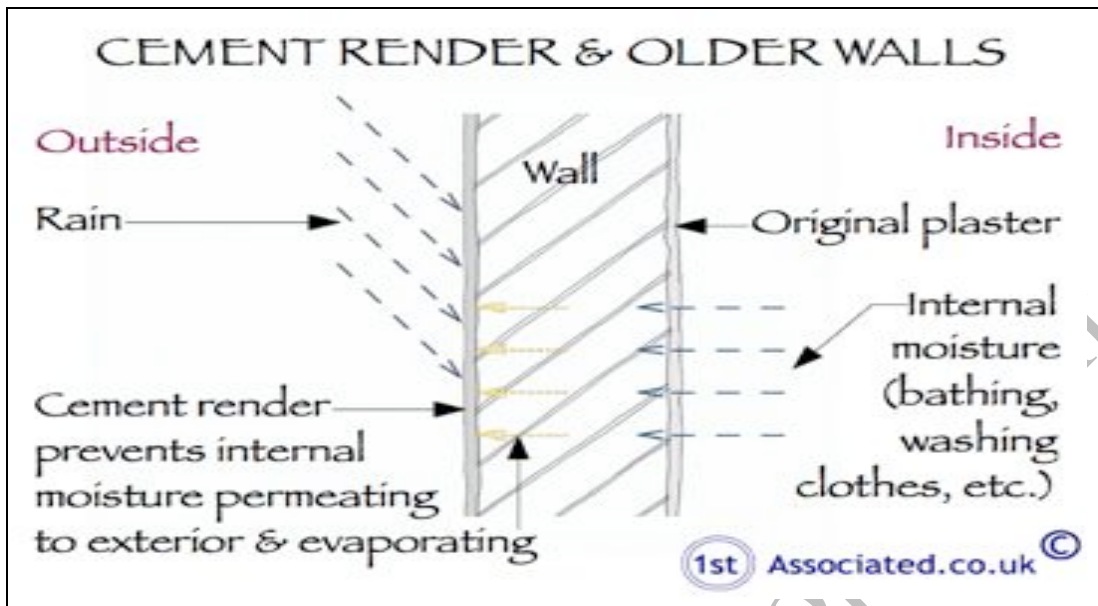 CEMENT RENDER & OLDER WALLS
Outside
Inside
Wall
Rain
Original plaster
Internal
moisture
(bathing,
washing
clothes, etc.)
Cement render
prevents internal
moisture permeating
to exterior & evaporating
1st Associated.co.uk ©